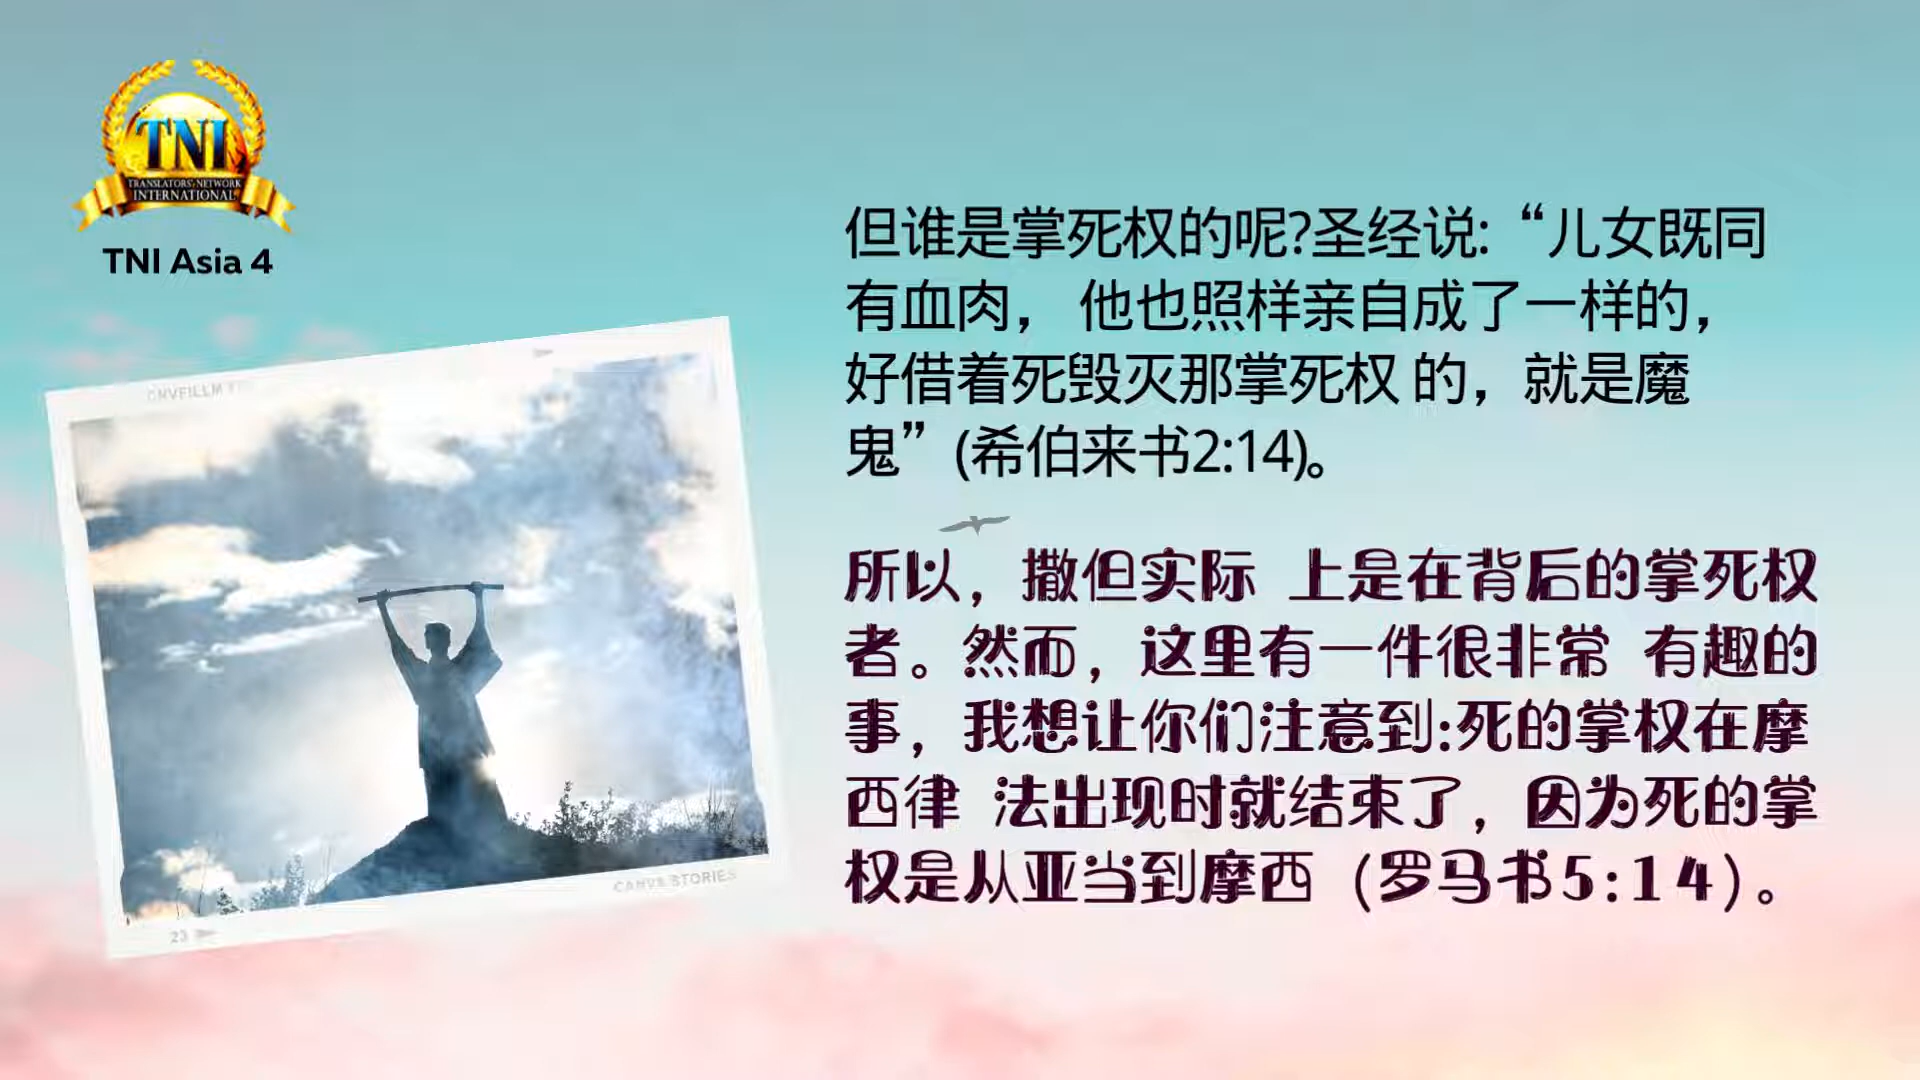 TNI
TRANSLATORS' NETWORK
INTERNATIONAL
TNI Asia 4
CANVA STORIES
23
但谁是掌死权的呢?圣经说:“儿女既同
有血肉， 他也照样亲自成了一样的，
好借着死毁灭那掌死权 的，就是魔
鬼”(希伯来书2:14)。
所以，撒但实际 上是在背后的掌死权
者。然而，这里有一件很非常 有趣的
事，我想让你们注意到:死的掌权在摩
西律 法出现时就结束了，因为死的掌
权是从亚当到摩西（罗马书5:14)。